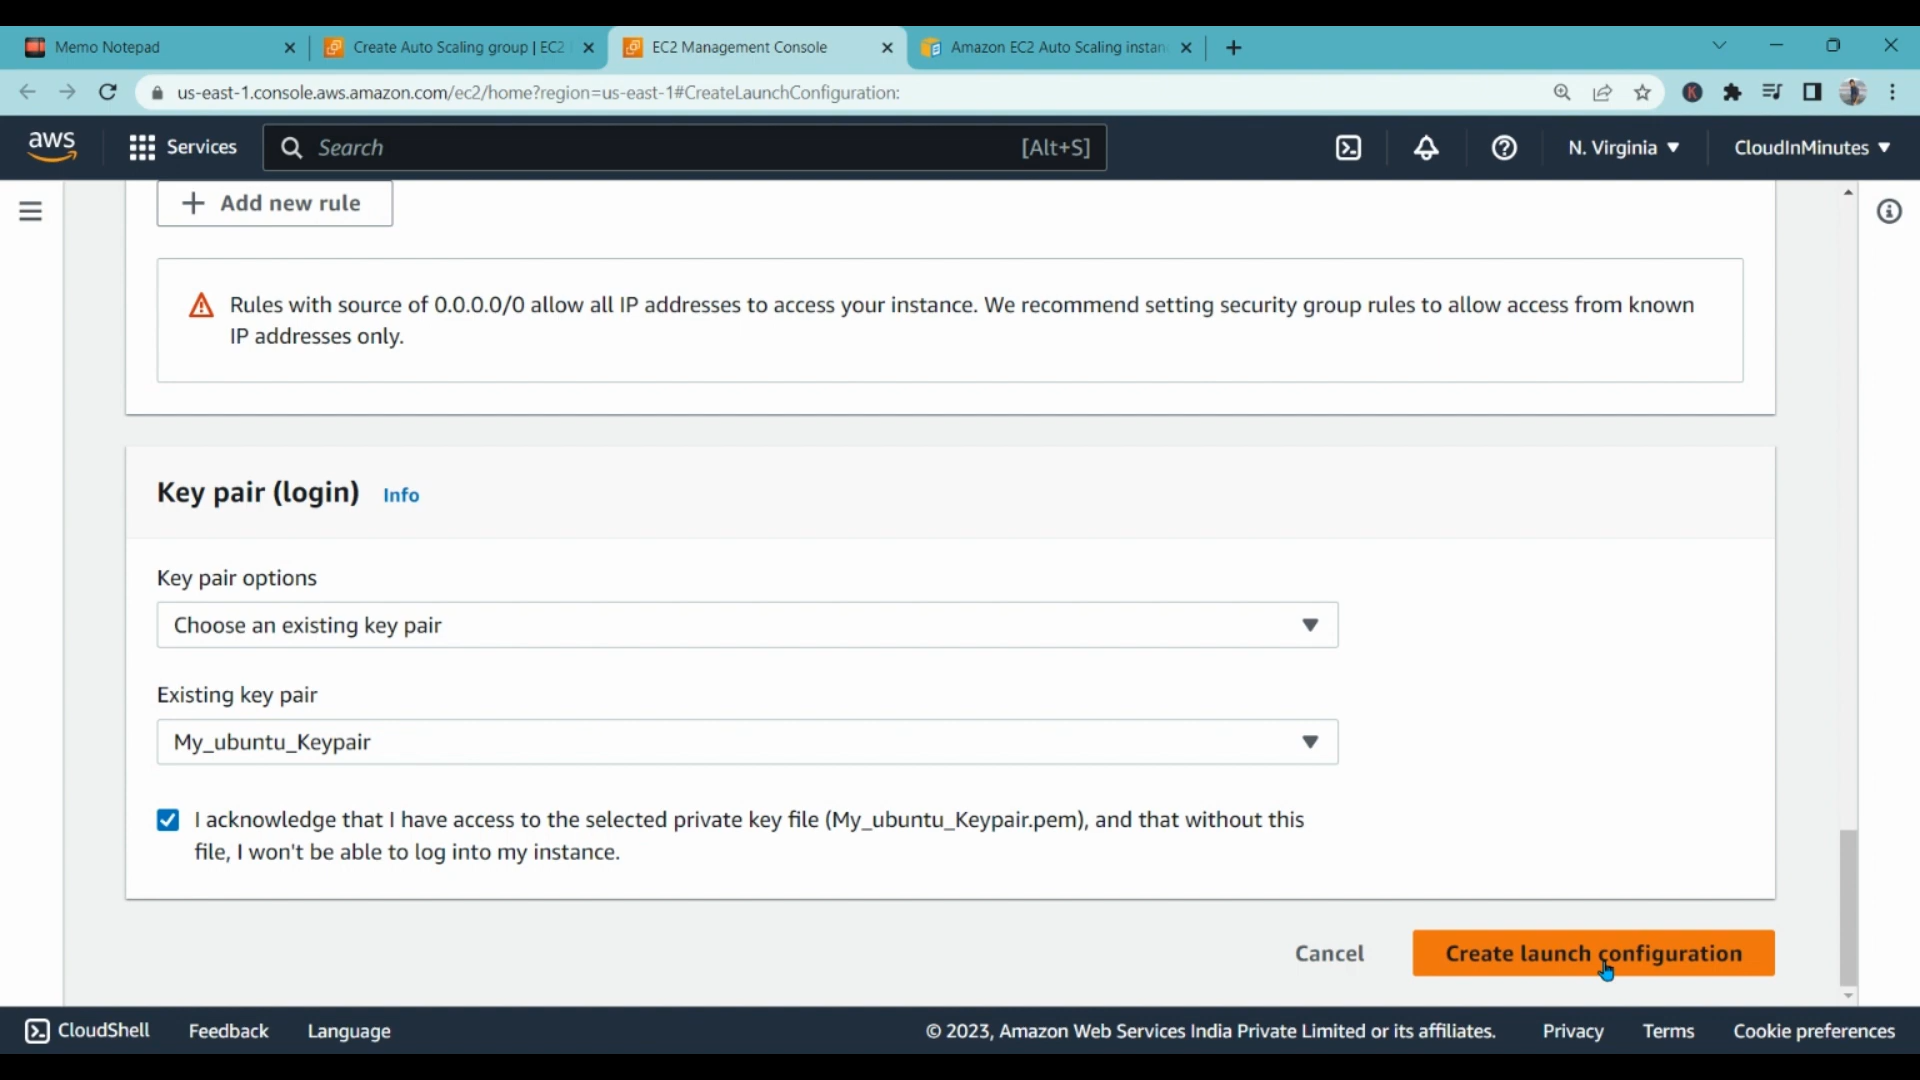 Memo Notepad
Create Auto Scaling group | EC2
EC2 Management Console
Amazon EC2 Auto Scaling instan
us-east-1.console.aws.amazon.com/ec2/home?region=us-east-1#CreateLaunchConfiguration:
K
aws
Services
Search
[Alt+S]
N. Virginia
CloudInMinutes
Add new rule
Rules with source of 0.0.0.0/0 allow all IP addresses to access your instance. We recommend setting security group rules to allow access from known
IP addresses only.
Key pair (login)
Info
Key pair options
Choose an existing key pair
Existing key pair
My_ubuntu_Keypair
I acknowledge that I have access to the selected private key file (My_ubuntu_Keypair.pem), and that without this
file, I won't be able to log into my instance.
Cancel
Create launch configuration
CloudShell
Feedback
Language
© 2023, Amazon Web Services India Private Limited or its affiliates.
Privacy
Terms
Cookie preferences